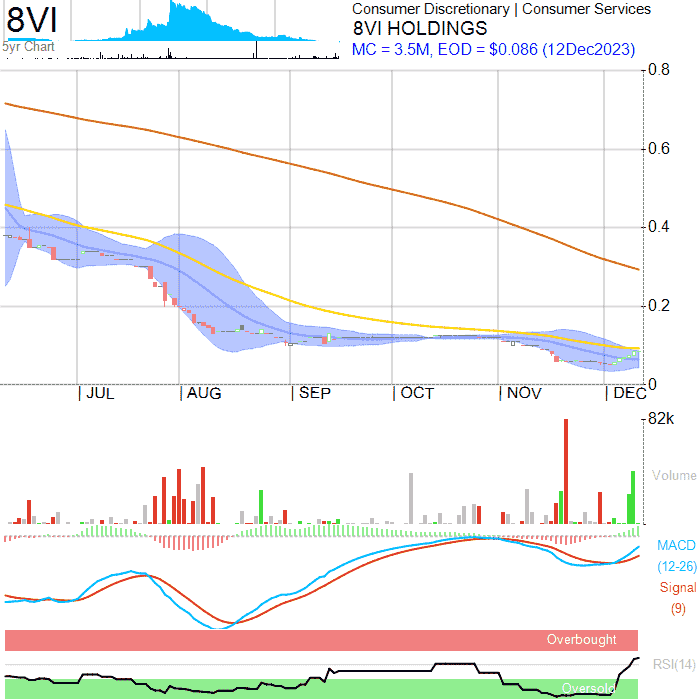 8VI
5yr Chart
Consumer Discretionary | Consumer Services
8VI HOLDINGS
MC = 3.5M, EOD = $0.086 (12Dec2023)
0.8
0.6
0.4
0.2
0
JUL AUG SEP OCT NOV DEC
82k
Volume
MACD
(12-26)
Signal
(9)
Overbought
RSI(14)
Oversold